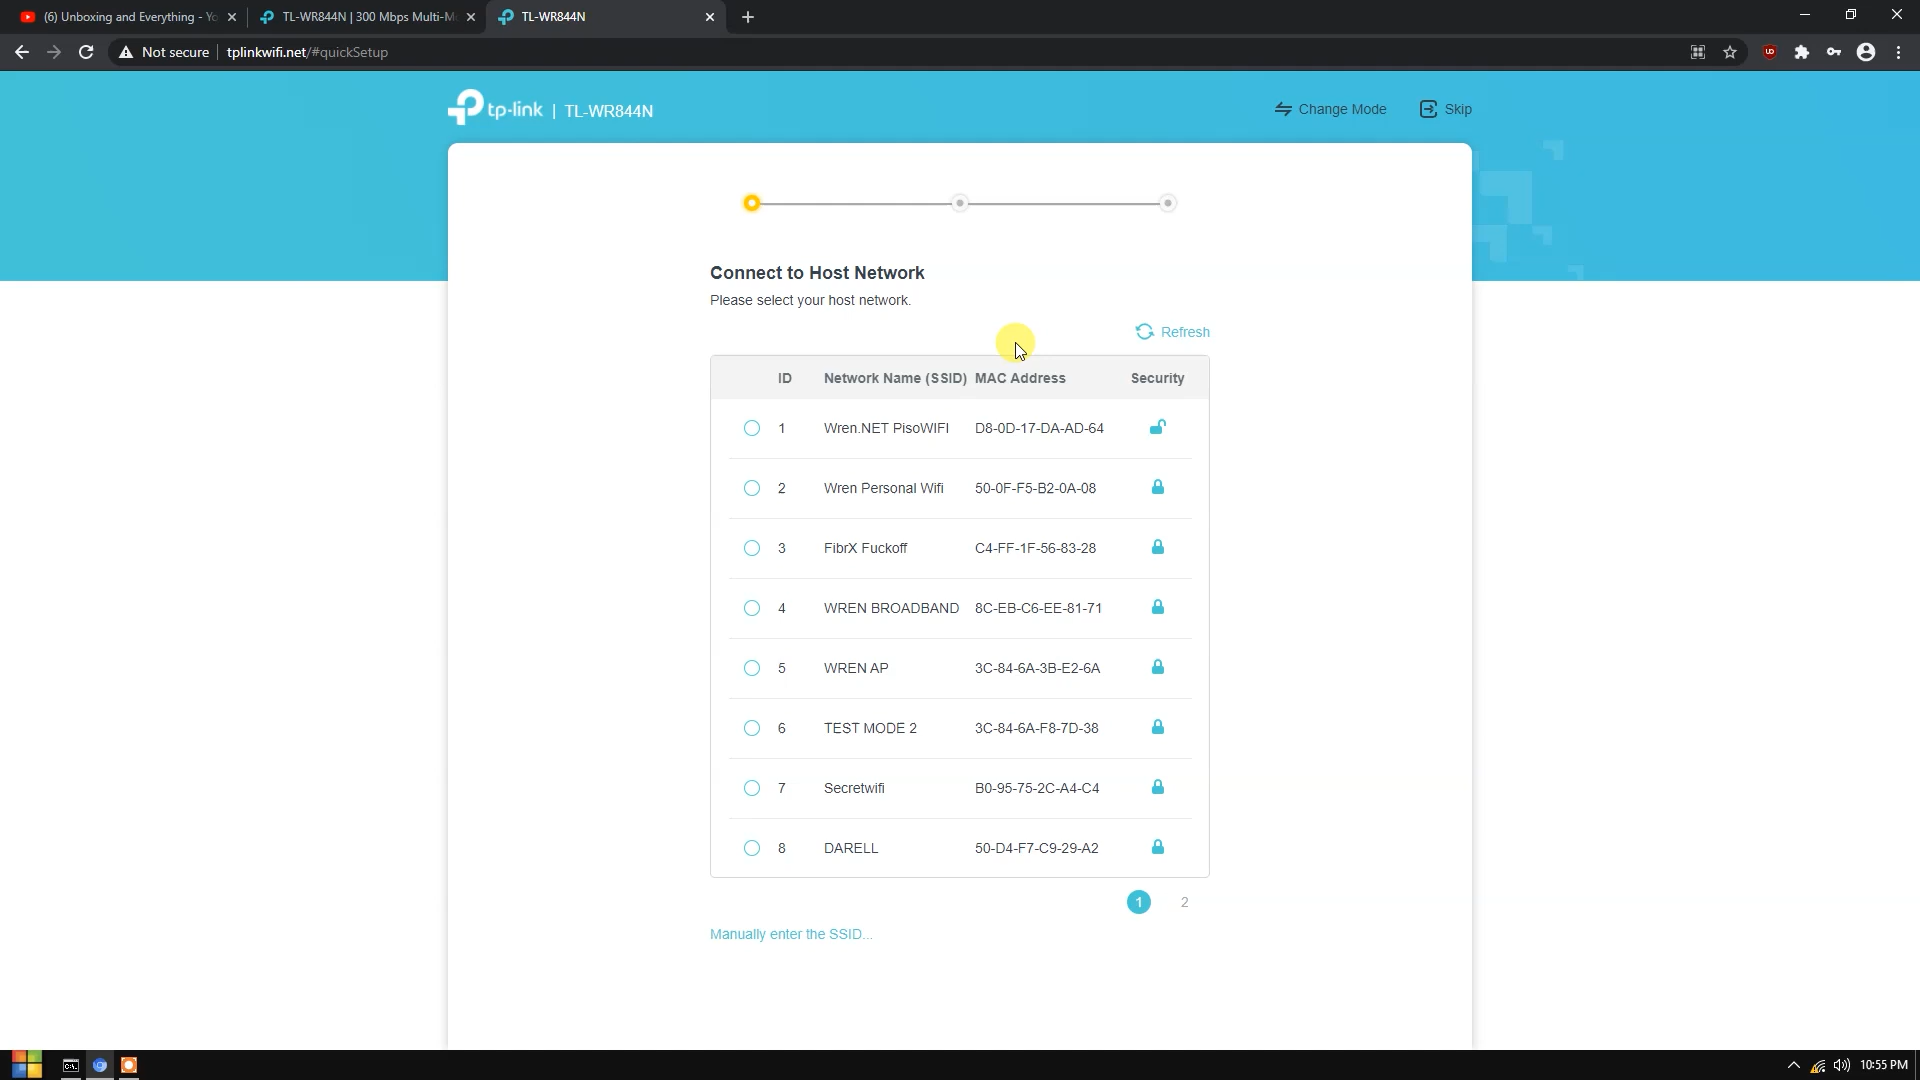 (6) Unboxing and Everything - Yo
TL-WR844N | 300 Mbps Multi-M
TL-WR844N
Not secure
tplinkwifi.net/#quickSetup
tp-link | TL-WR844N
Change Mode
Skip
Connect to Host Network
Please select your host network.
Refresh
ID Network Name (SSID) MAC Address Security
1 Wren.NET PisoWIFI D8-0D-17-DA-AD-64
2 Wren Personal Wifi 50-0F-F5-B2-0A-08
3 FibrX Fuckoff C4-FF-1F-56-83-28
4 WREN BROADBAND 8C-EB-C6-EE-81-71
5 WREN AP 3C-84-6A-3B-E2-6A
6 TEST MODE 2 3C-84-6A-F8-7D-38
7 Secretwifi B0-95-75-2C-A4-C4
8 DARELL 50-D4-F7-C9-29-A2
1 2
Manually enter the SSID...
10:55 PM